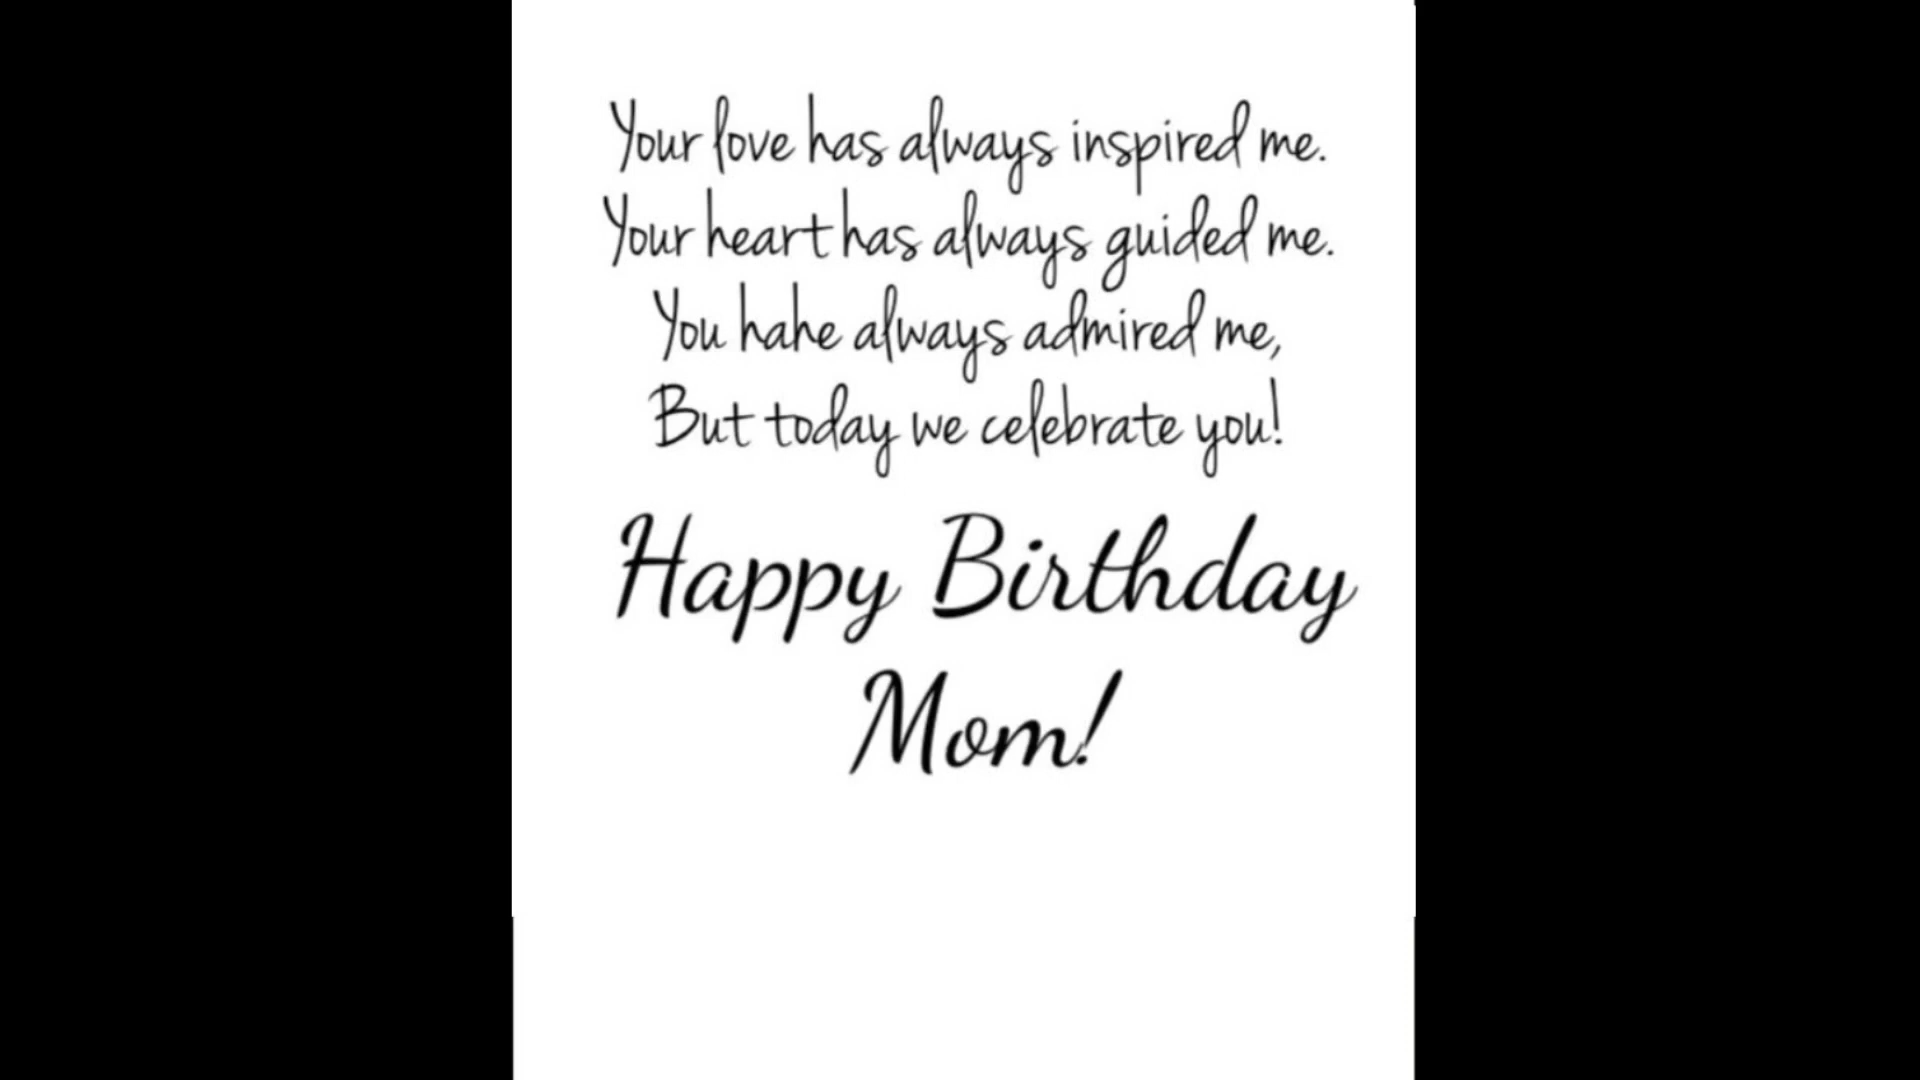 Your love has always inspired me.
Your heart has always guided me.
You hahe always admired me,
But today we celebrate you!
Happy Birthday
Mom!